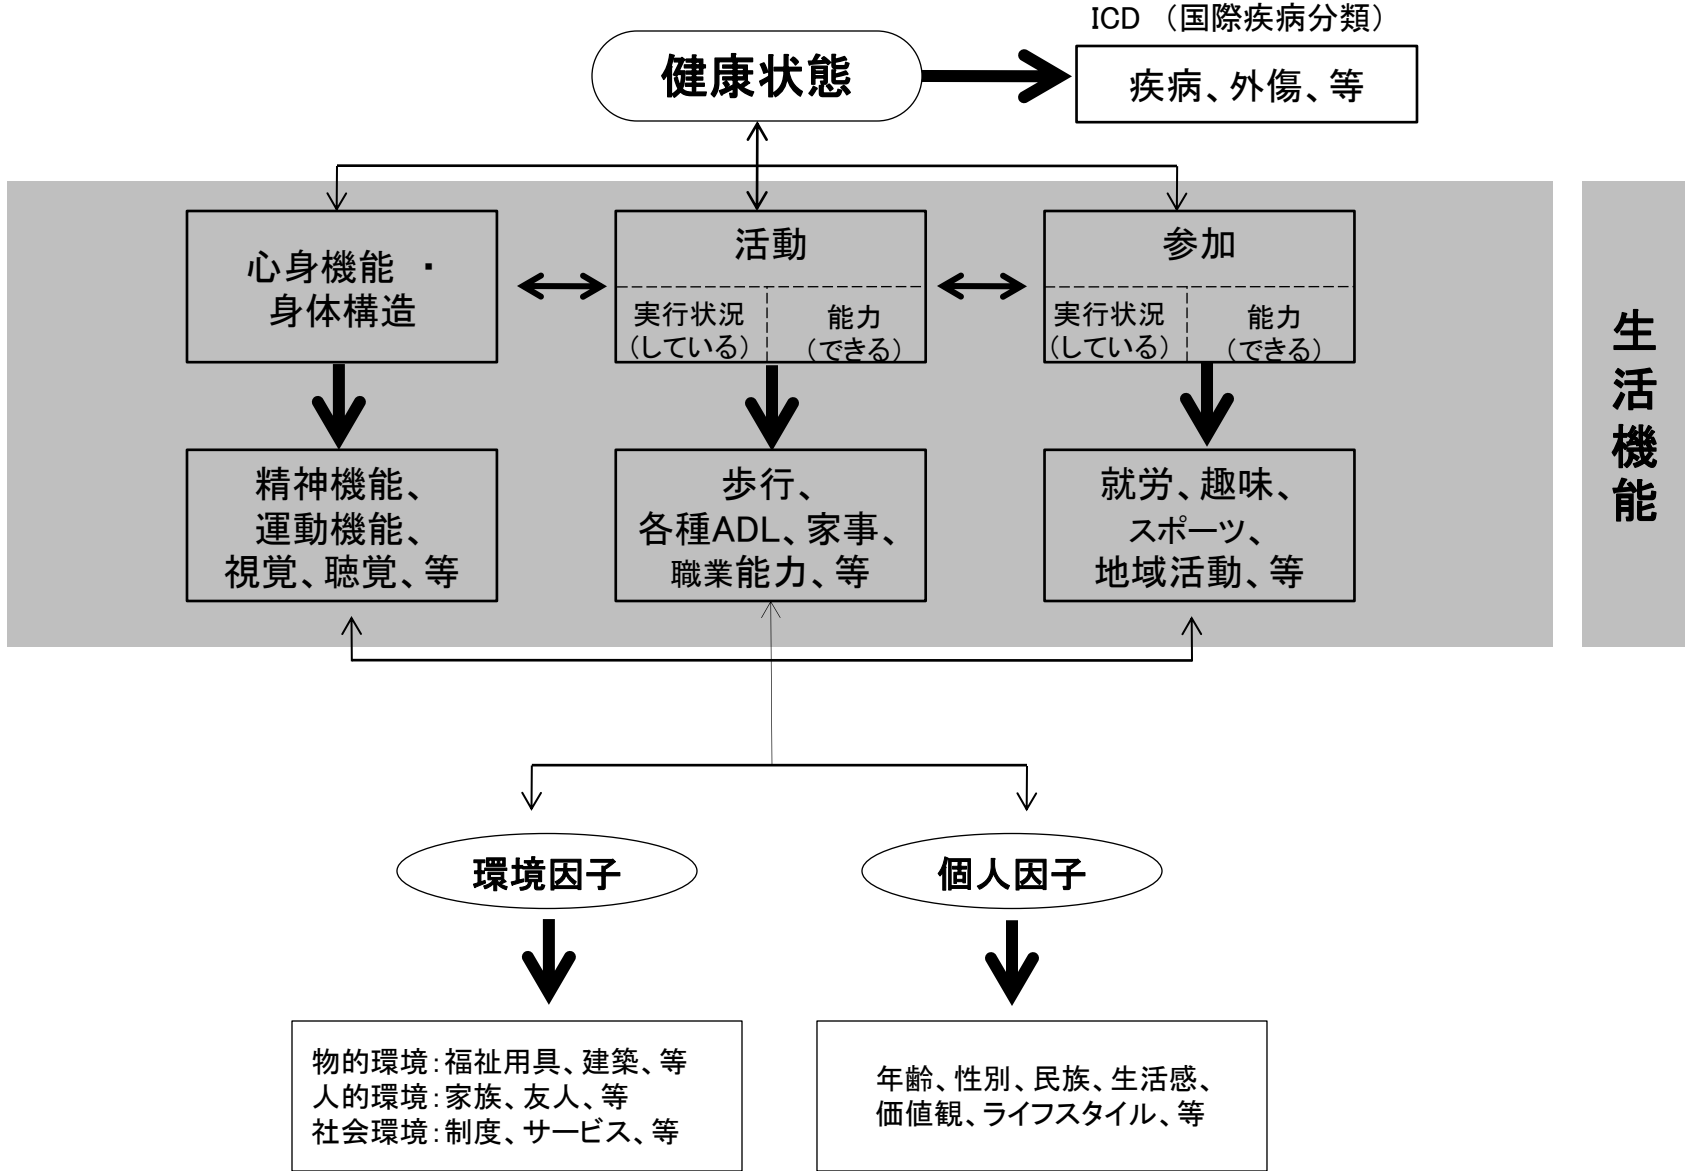 ICD （国際疾病分類）
健康状態
疾病、外傷、等
心身機能 ・
身体構造
活動
実行状況
（している）
能力
（できる）
参加
実行状況
（している）
能力
（できる）
生活機能
精神機能、
運動機能、
視覚、聴覚、等
歩行、
各種ADL、家事、
職業能力、等
就労、趣味、
スポーツ、
地域活動、等
環境因子
個人因子
物的環境：福祉用具、建築、等
人的環境：家族、友人、等
社会環境：制度、サービス、等
年齢、性別、民族、生活感、
価値観、ライフスタイル、等